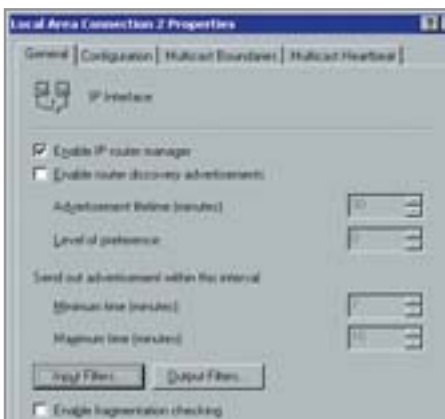 Local Area Connection 2 Properties
General Configuration Multicast Boundaries Multicast Heartbeat
IP Interface
Enable IP router manager
Enable router discovery advertisements
Advertisement lifetime (minutes):
Level of preference:
Send out advertisement within this interval
Minimum time (minutes):
Maximum time (minutes):
Input Filters... Output Filters...
Enable fragmentation checking